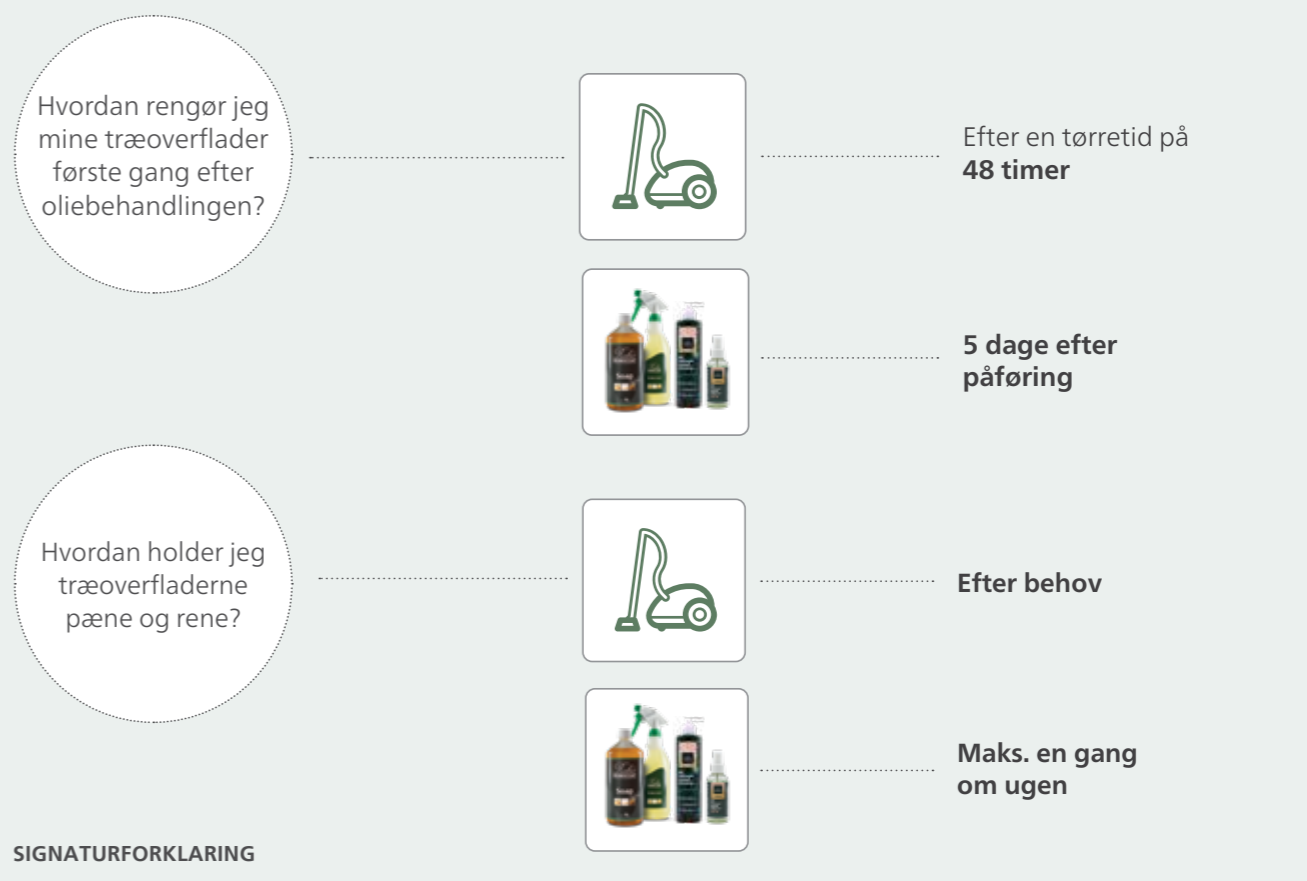 Hvordan rengør jeg
mine træoverflader
første gang efter
oliebehandlingen?
Efter en tørretid på
48 timer
5 dage efter
påføring
Hvordan holder jeg
træoverfladerne
pæne og rene?
Efter behov
Maks. en gang
om ugen
SIGNATURFORKLARING